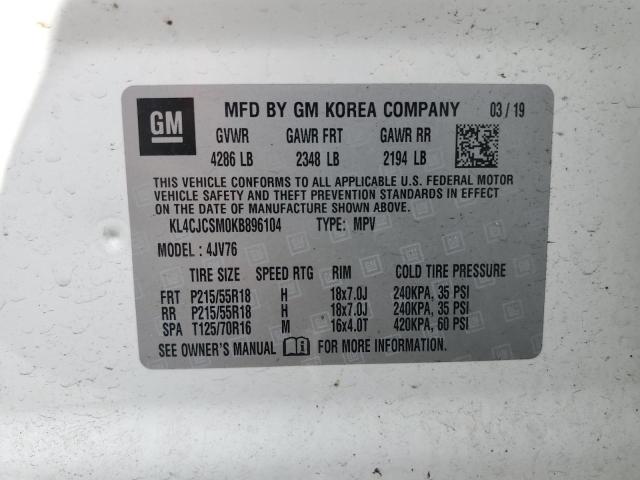 GM MFD BY GM KOREA COMPANY 03/19
GVWR GAWR FRT GAWR RR
4286 LB 2348 LB 2194 LB
THIS VEHICLE CONFORMS TO ALL APPLICABLE U.S. FEDERAL MOTOR
VEHICLE SAFETY AND THEFT PREVENTION STANDARDS IN EFFECT ON
THE DATE OF MANUFACTURE SHOWN ABOVE.
KL4CJCSM0KB896104 TYPE: MPV
MODEL : 4JV76
TIRE SIZE SPEED RTG RIM COLD TIRE PRESSURE
FRT P215/55R18 H 18x7.0J 240KPA, 35 PSI
RR P215/55R18 H 18x7.0J 240KPA, 35 PSI
SPA T125/70R16 M 16x4.0T 420KPA, 60 PSI
SEE OWNER'S MANUAL FOR MORE INFORMATION.